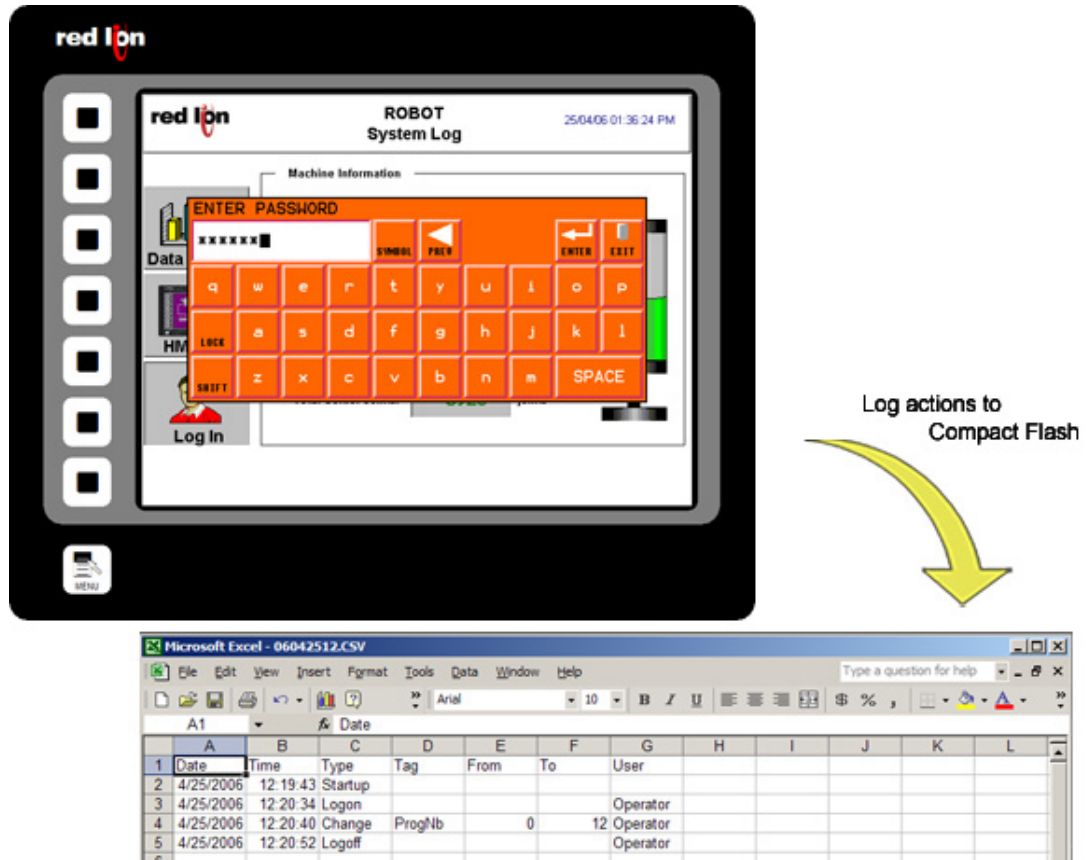 red lion
red lion
ROBOT
System Log
25/04/06 01:36:24 PM
Machine Information
ENTER PASSWORD
xxxxxx
SYMBOL PREV ENTER EXIT
Data
q w e r t y u i o p
HM
LOCK a s d f g h j k l
SHIFT z x c v b n m SPACE
Log In
MENU
Log actions to
Compact Flash
Microsoft Excel - 06042512.CSV
File Edit View Insert Format Tools Data Window Help Type a question for help
Arial 10 B I U $ % ,
A1 fx Date
A B C D E F G H I J K L
1 Date Time Type Tag From To User
2 4/25/2006 12:19:43 Startup
3 4/25/2006 12:20:34 Logon Operator
4 4/25/2006 12:20:40 Change ProgNb 0 12 Operator
5 4/25/2006 12:20:52 Logoff Operator